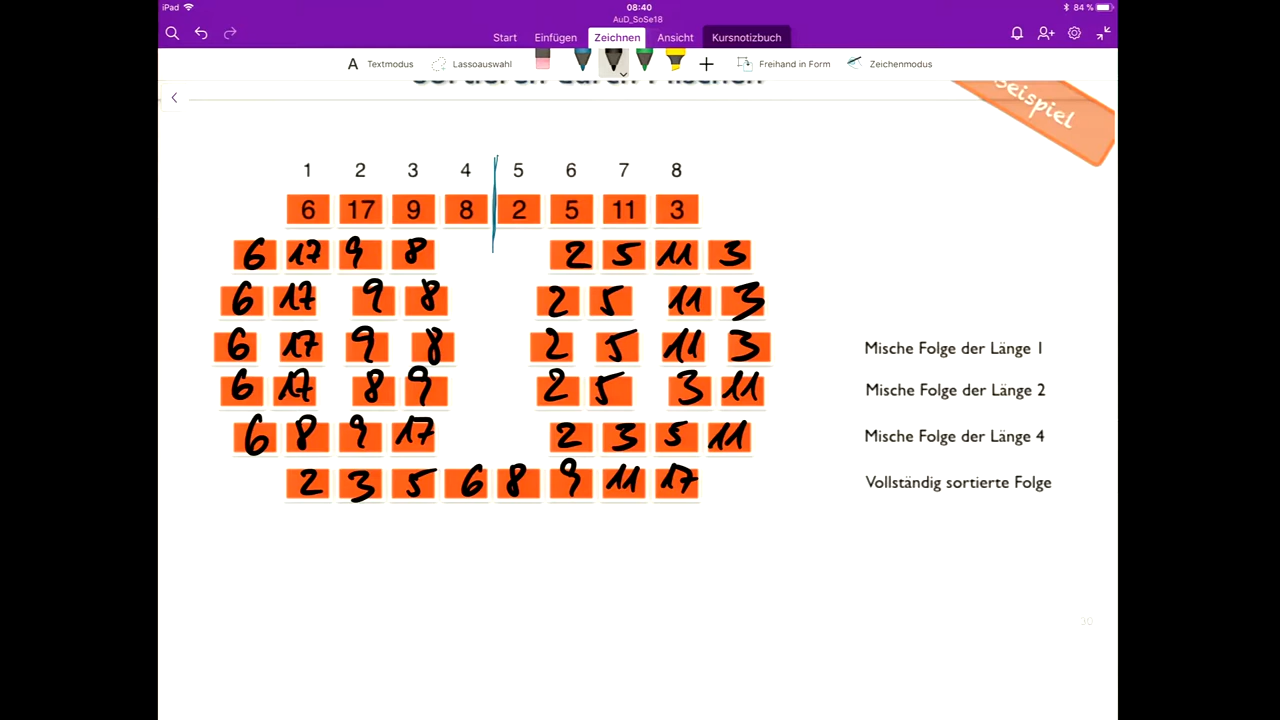 iPad 08:40 84 %
AuD_SoSe18
Start Einfügen Zeichnen Ansicht Kursnotizbuch
A Textmodus Lassoauswahl Freihand in Form Zeichenmodus
Sortieren durch Mischen
Beispiel
1 2 3 4 5 6 7 8
6 17 9 8 2 5 11 3
6 17 9 8 2 5 11 3
6 17 9 8 2 5 11 3
6 17 9 8 2 5 11 3 Mische Folge der Länge 1
6 17 8 9 2 5 3 11 Mische Folge der Länge 2
6 8 9 17 2 3 5 11 Mische Folge der Länge 4
2 3 5 6 8 9 11 17 Vollständig sortierte Folge
30